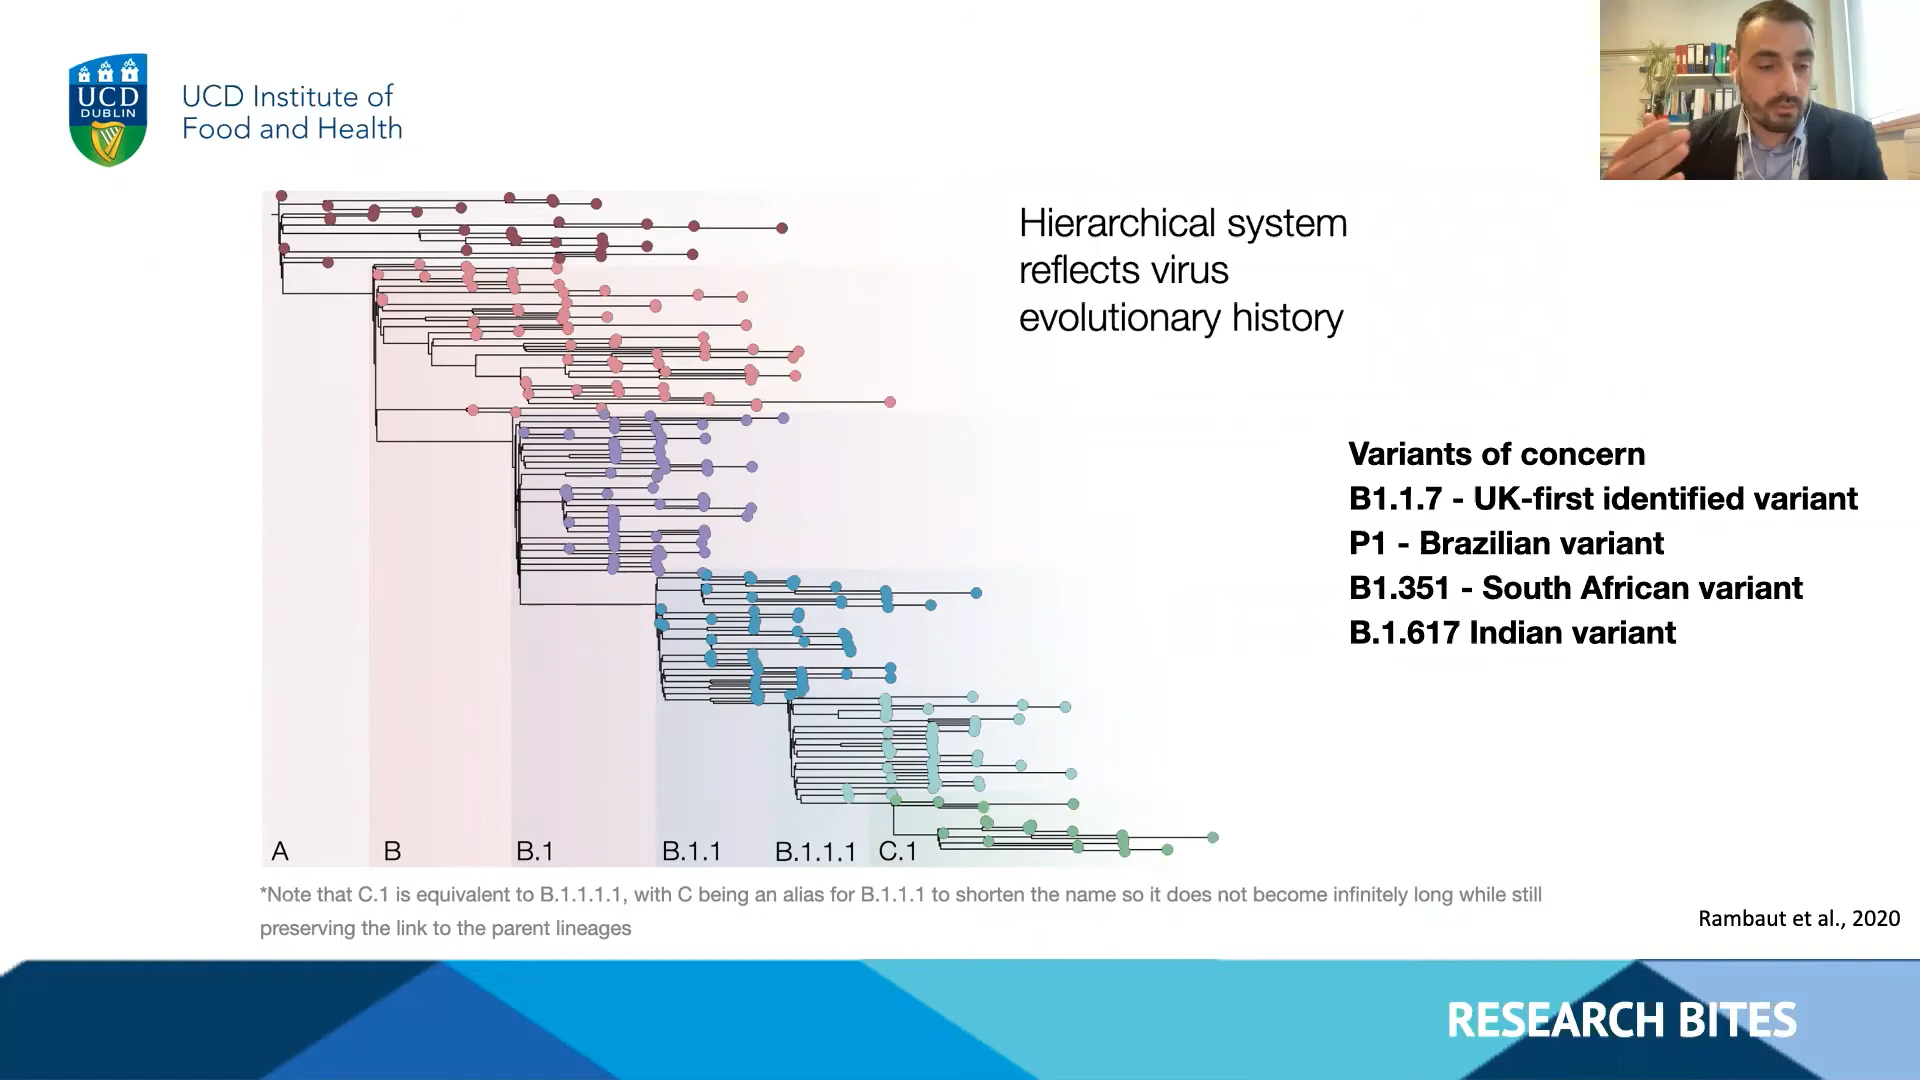 UCD
DUBLIN
UCD Institute of
Food and Health
Hierarchical system
reflects virus
evolutionary history
Variants of concern
B1.1.7 - UK-first identified variant
P1 - Brazilian variant
B1.351 - South African variant
B.1.617 Indian variant
A B B.1 B.1.1 B.1.1.1 C.1
*Note that C.1 is equivalent to B.1.1.1.1, with C being an alias for B.1.1.1 to shorten the name so it does not become infinitely long while still
preserving the link to the parent lineages
Rambaut et al., 2020
RESEARCH BITES